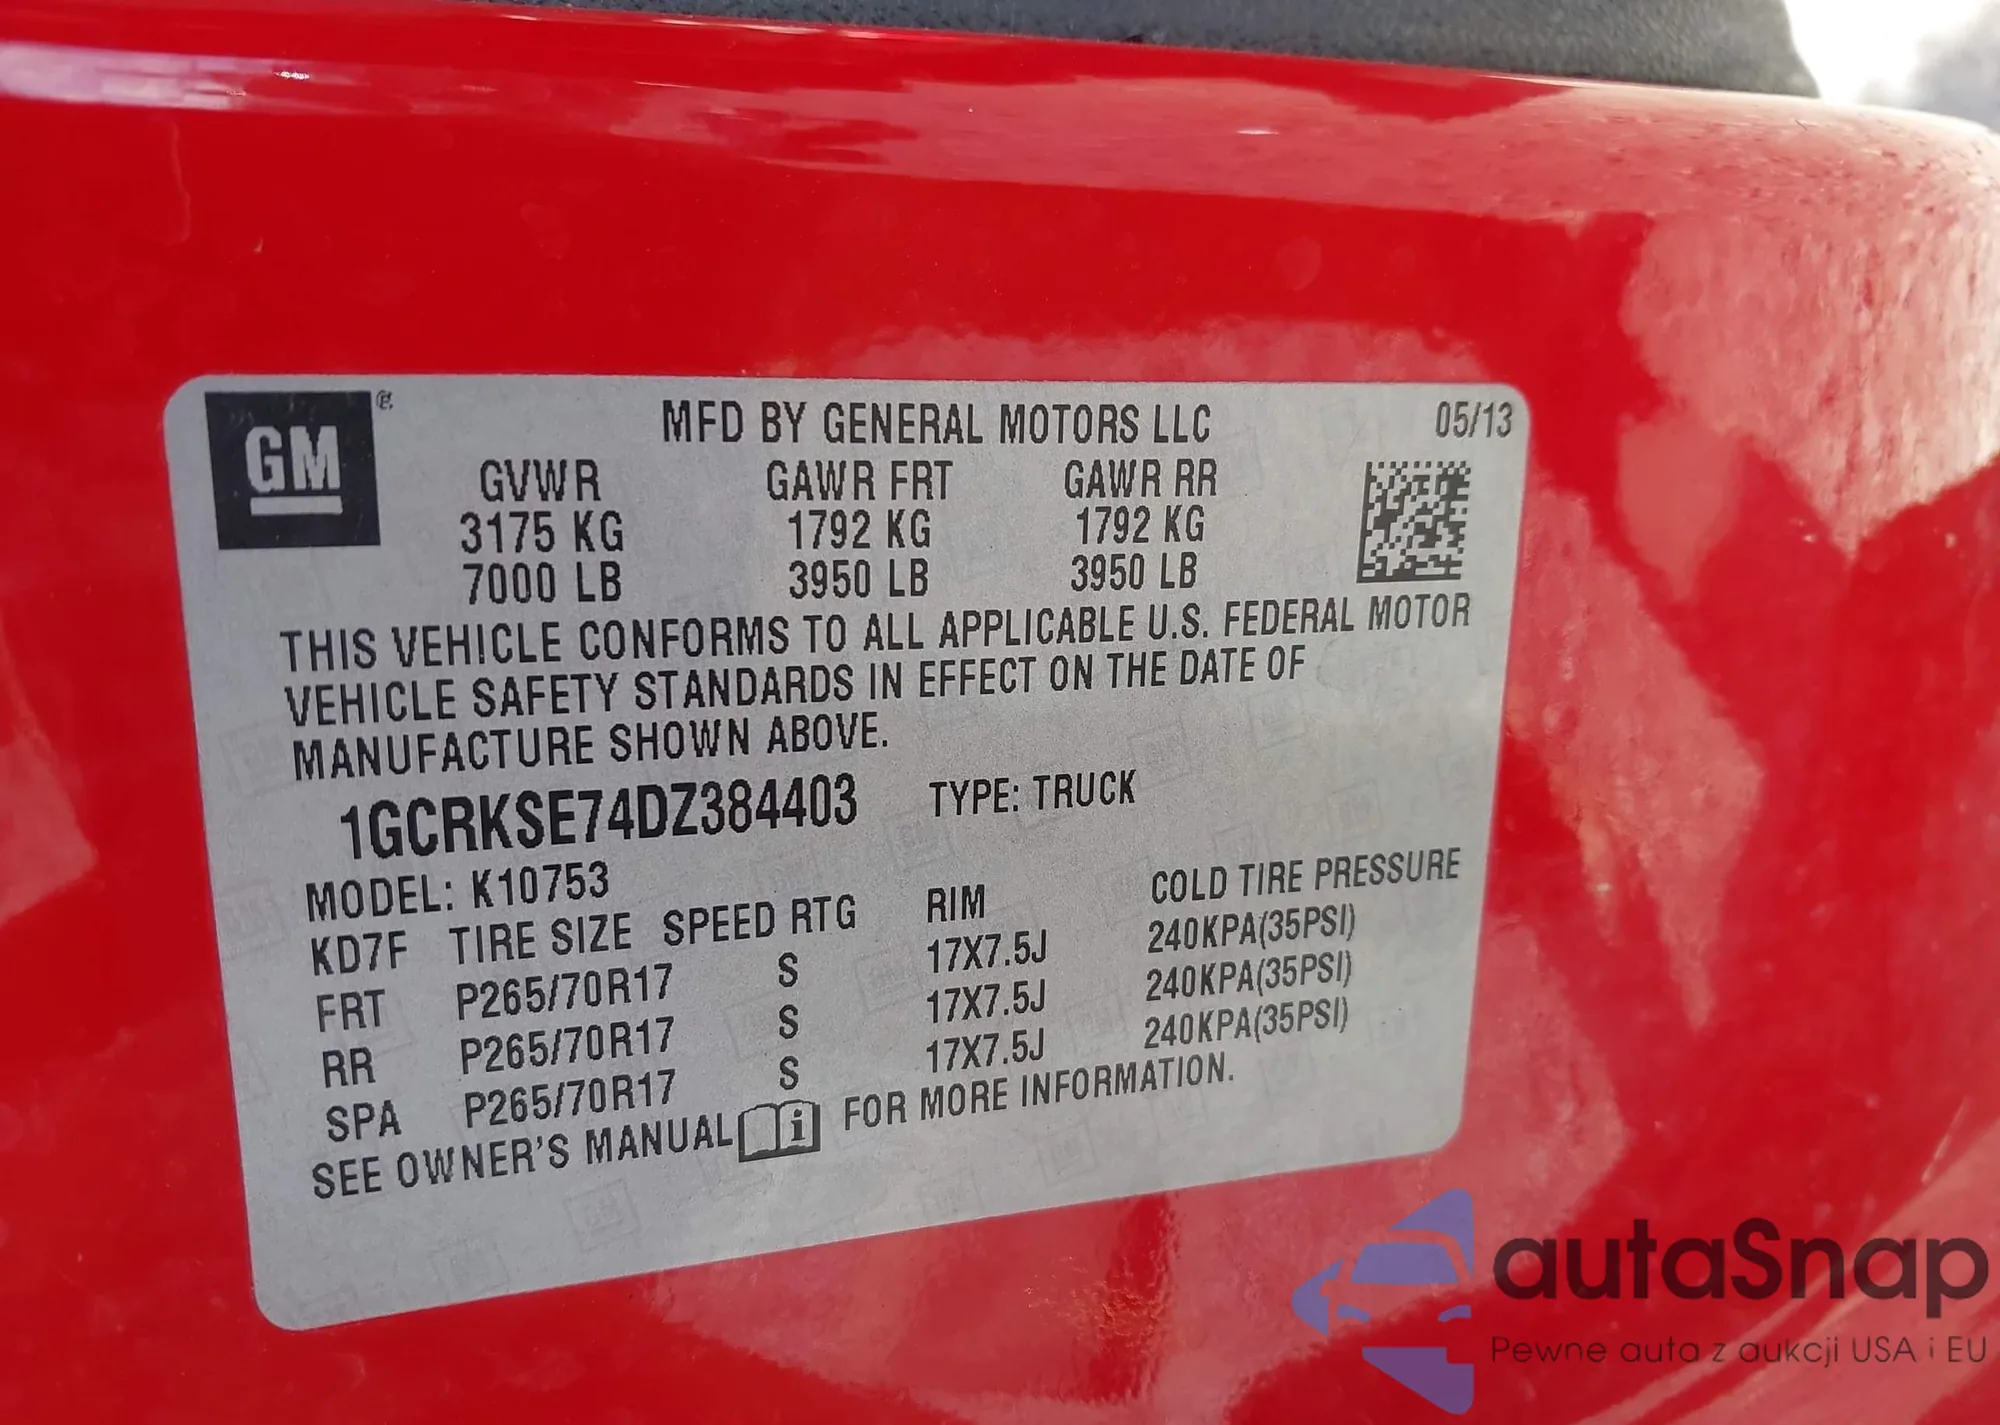 GM
MFD BY GENERAL MOTORS LLC 05/13
GVWR GAWR FRT GAWR RR
3175 KG 1792 KG 1792 KG
7000 LB 3950 LB 3950 LB
THIS VEHICLE CONFORMS TO ALL APPLICABLE U.S. FEDERAL MOTOR
VEHICLE SAFETY STANDARDS IN EFFECT ON THE DATE OF
MANUFACTURE SHOWN ABOVE.
1GCRKSE74DZ384403 TYPE: TRUCK
MODEL: K10753
KD7F TIRE SIZE SPEED RTG RIM COLD TIRE PRESSURE
FRT P265/70R17 S 17X7.5J 240KPA(35PSI)
RR P265/70R17 S 17X7.5J 240KPA(35PSI)
SPA P265/70R17 S 17X7.5J 240KPA(35PSI)
SEE OWNER'S MANUAL i FOR MORE INFORMATION.
autaSnap
Pewne auta z aukcji USA i EU